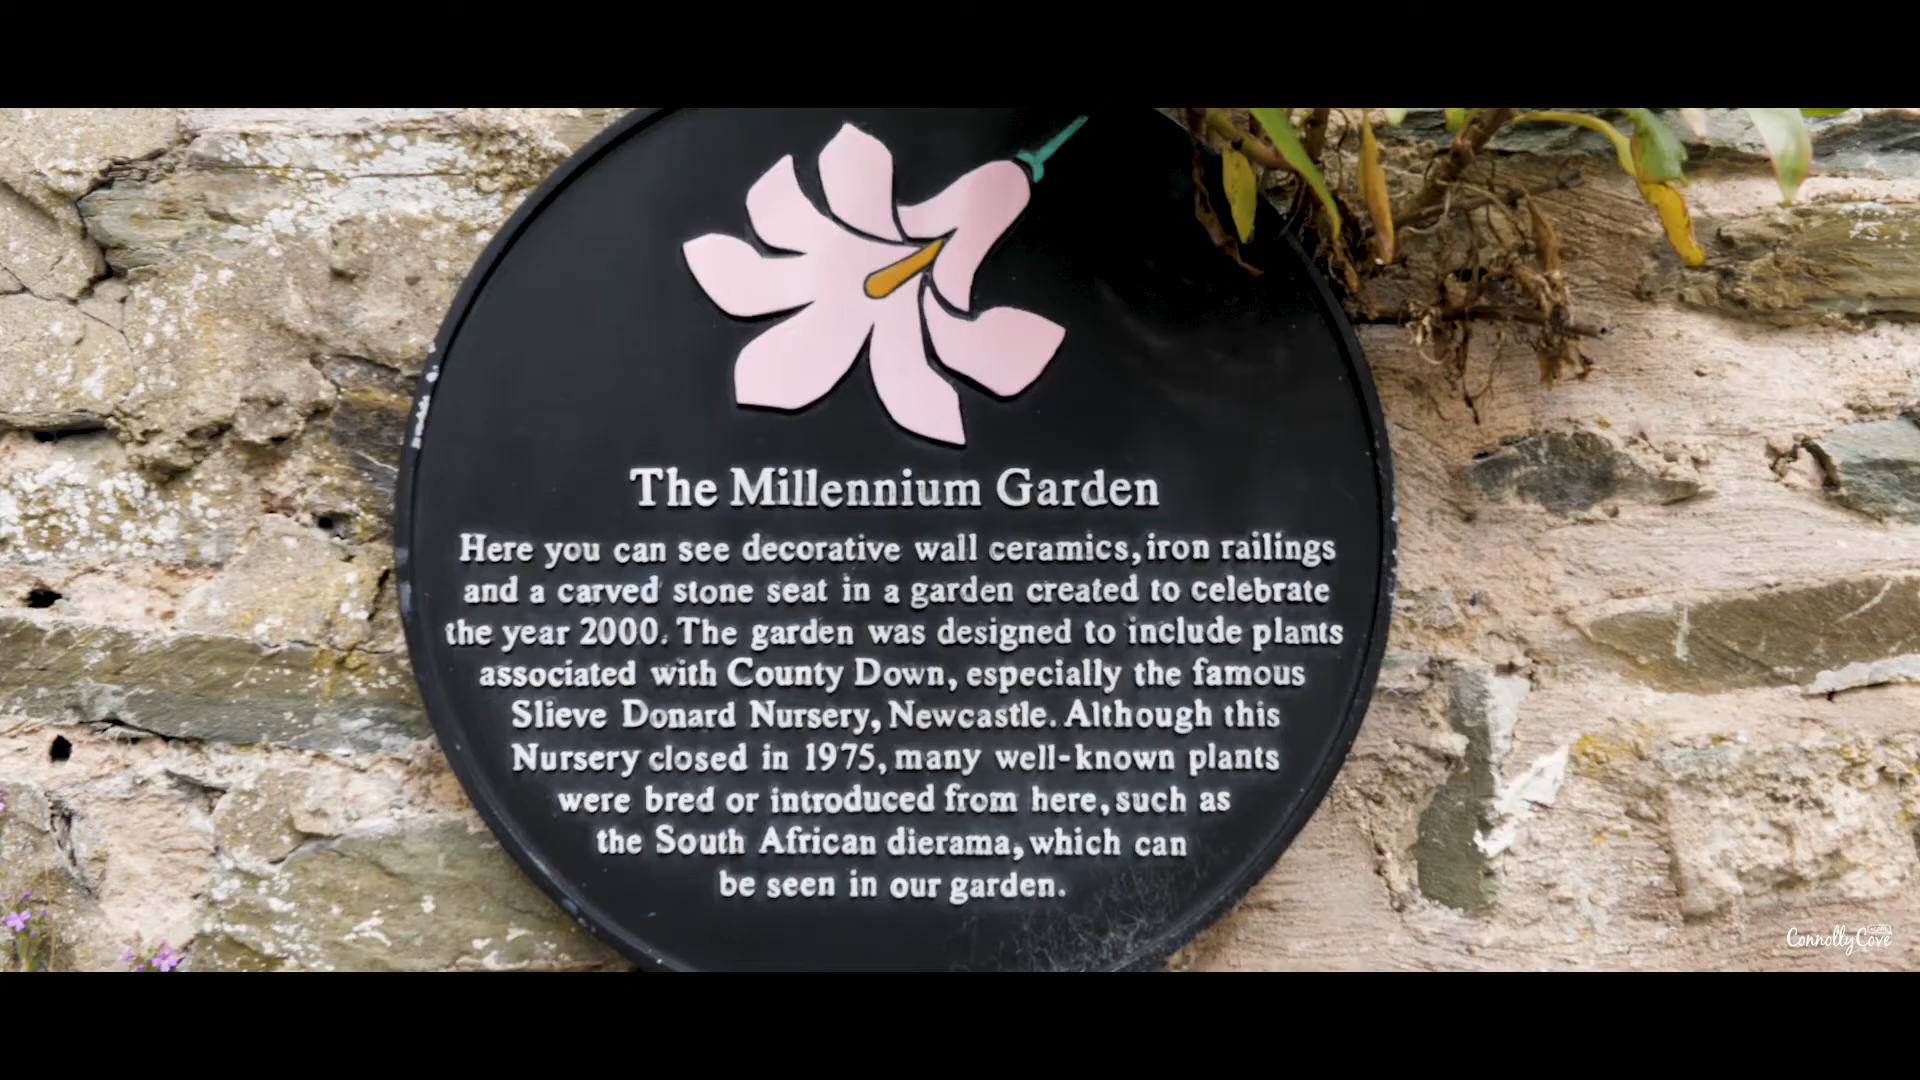 The Millennium Garden
Here you can see decorative wall ceramics, iron railings
and a carved stone seat in a garden created to celebrate
the year 2000. The garden was designed to include plants
associated with County Down, especially the famous
Slieve Donard Nursery, Newcastle. Although this
Nursery closed in 1975, many well-known plants
were bred or introduced from here, such as
the South African dierama, which can
be seen in our garden.
ConnollyCove